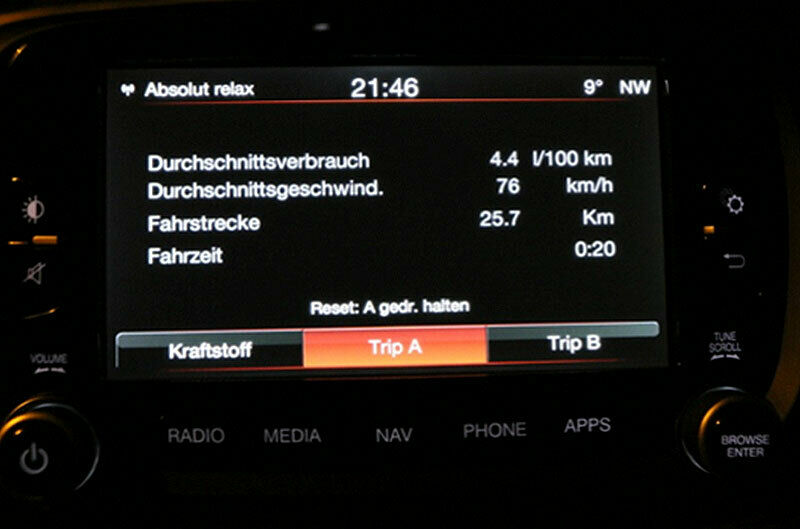 Absolut relax 21:46 9° NW
Durchschnittsverbrauch 4.4 l/100 km
Durchschnittsgeschwind. 76 km/h
Fahrstrecke 25.7 Km
Fahrzeit 0:20
Reset: A gedr. halten
Kraftstoff Trip A Trip B
VOLUME
TUNE
SCROLL
RADIO MEDIA NAV PHONE APPS
BROWSE
ENTER